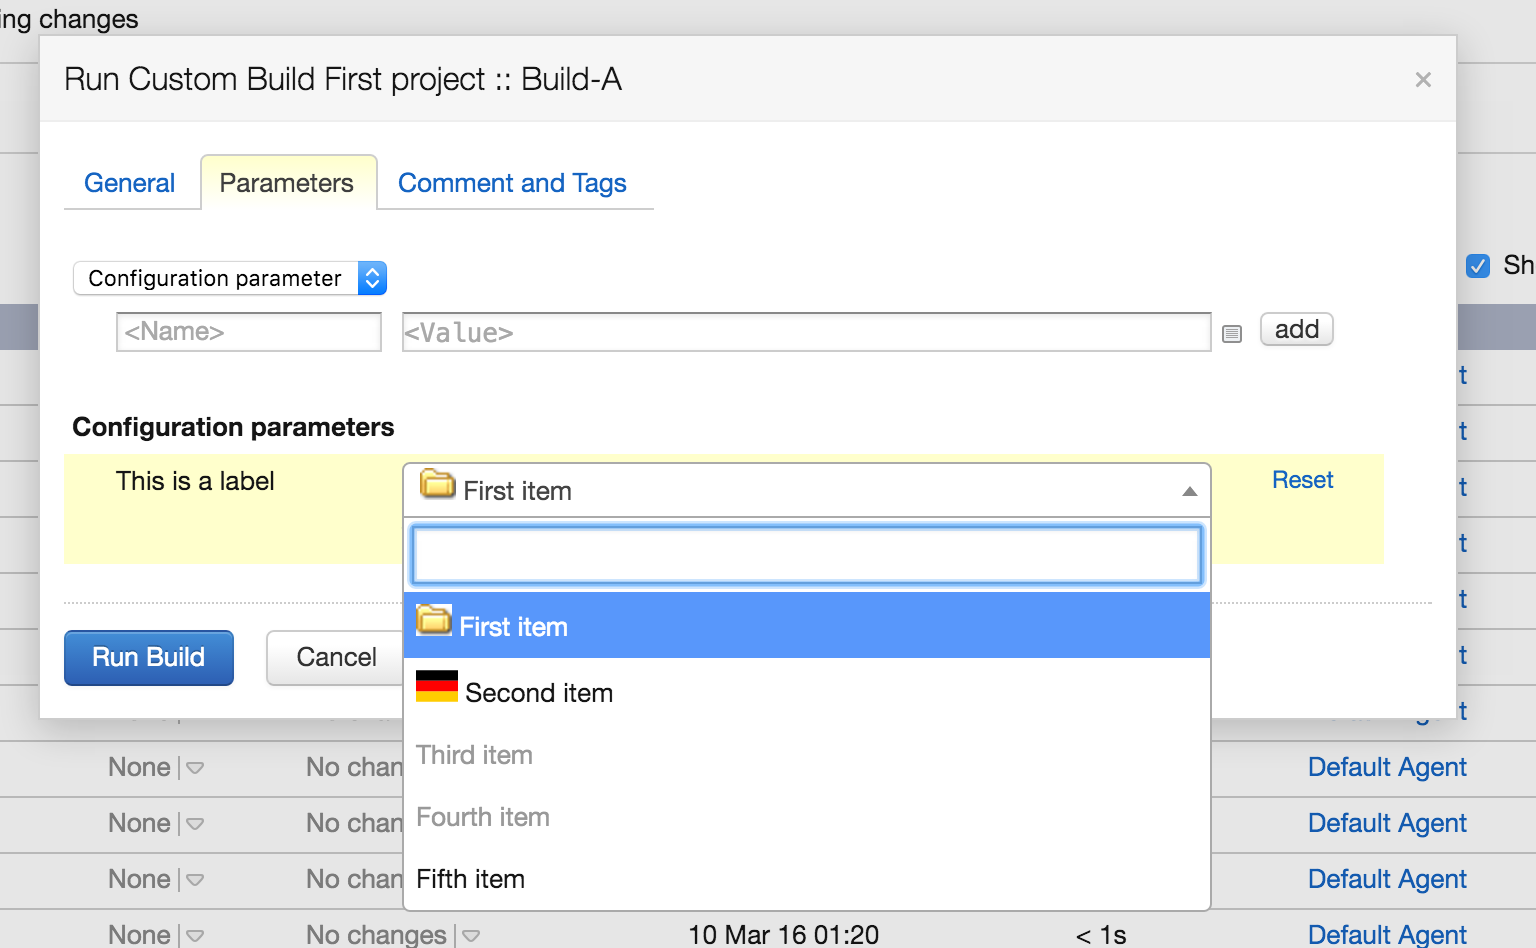 ing changes
Run Custom Build First project :: Build-A
×
General Parameters Comment and Tags
Configuration parameter
Sh
<Name> <Value> add
t
Configuration parameters
t
This is a label First item Reset
t
t
First item
t
Run Build Cancel
t
Second item
t
Third item
None No chan Default Agent
Fourth item
None No chan Default Agent
Fifth item
None No chan Default Agent
None No changes 10 Mar 16 01:20 < 1s Default Agent